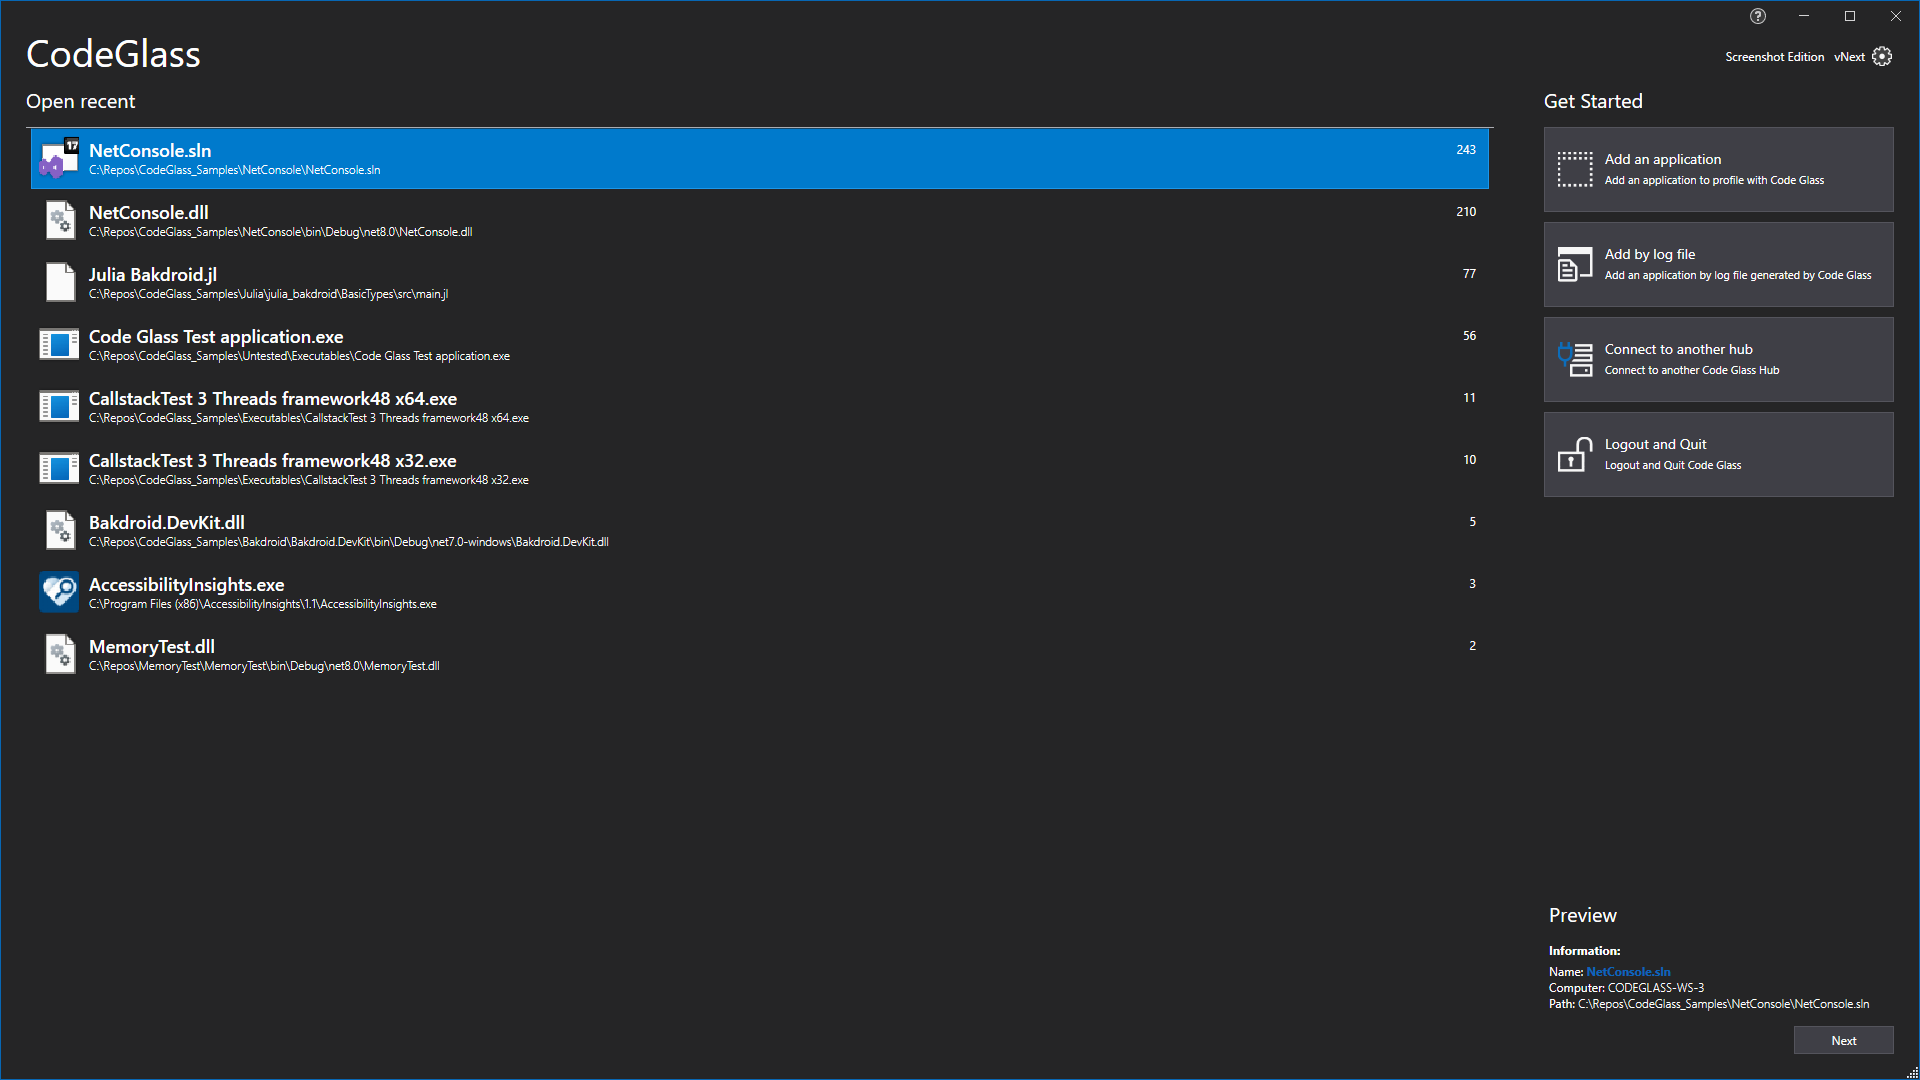 CodeGlass
Screenshot Edition vNext
Open recent
17
NetConsole.sln
243
C:\Repos\CodeGlass_Samples\NetConsole\NetConsole.sln
NetConsole.dll
210
C:\Repos\CodeGlass_Samples\NetConsole\bin\Debug\net8.0\NetConsole.dll
Julia Bakdroid.jl
77
C:\Repos\CodeGlass_Samples\Julia\julia_bakdroid\BasicTypes\src\main.jl
Code Glass Test application.exe
56
C:\Repos\CodeGlass_Samples\Untested\Executables\Code Glass Test application.exe
CallstackTest 3 Threads framework48 x64.exe
11
C:\Repos\CodeGlass_Samples\Executables\CallstackTest 3 Threads framework48 x64.exe
CallstackTest 3 Threads framework48 x32.exe
10
C:\Repos\CodeGlass_Samples\Executables\CallstackTest 3 Threads framework48 x32.exe
Bakdroid.DevKit.dll
5
C:\Repos\CodeGlass_Samples\Bakdroid\Bakdroid.DevKit\bin\Debug\net7.0-windows\Bakdroid.DevKit.dll
AccessibilityInsights.exe
3
C:\Program Files (x86)\AccessibilityInsights\1.1\AccessibilityInsights.exe
MemoryTest.dll
2
C:\Repos\MemoryTest\MemoryTest\bin\Debug\net8.0\MemoryTest.dll
Get Started
Add an application
Add an application to profile with Code Glass
Add by log file
Add an application by log file generated by Code Glass
Connect to another hub
Connect to another Code Glass Hub
Logout and Quit
Logout and Quit Code Glass
Preview
Information:
Name: NetConsole.sln
Computer: CODEGLASS-WS-3
Path: C:\Repos\CodeGlass_Samples\NetConsole\NetConsole.sln
Next